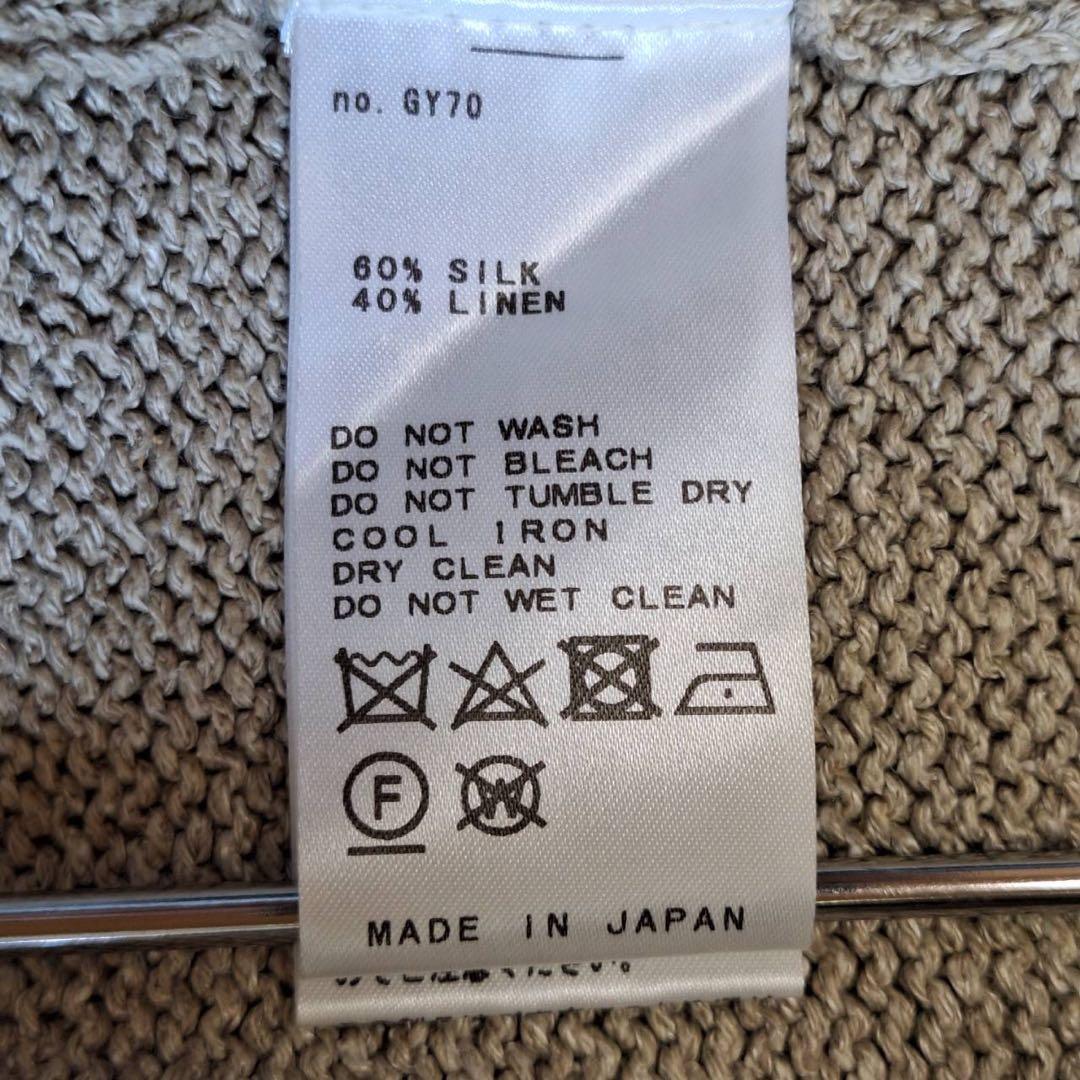 no. GY70
60% SILK
40% LINEN
DO NOT WASH
DO NOT BLEACH
DO NOT TUMBLE DRY
COOL IRON
DRY CLEAN
DO NOT WET CLEAN
F W
MADE IN JAPAN